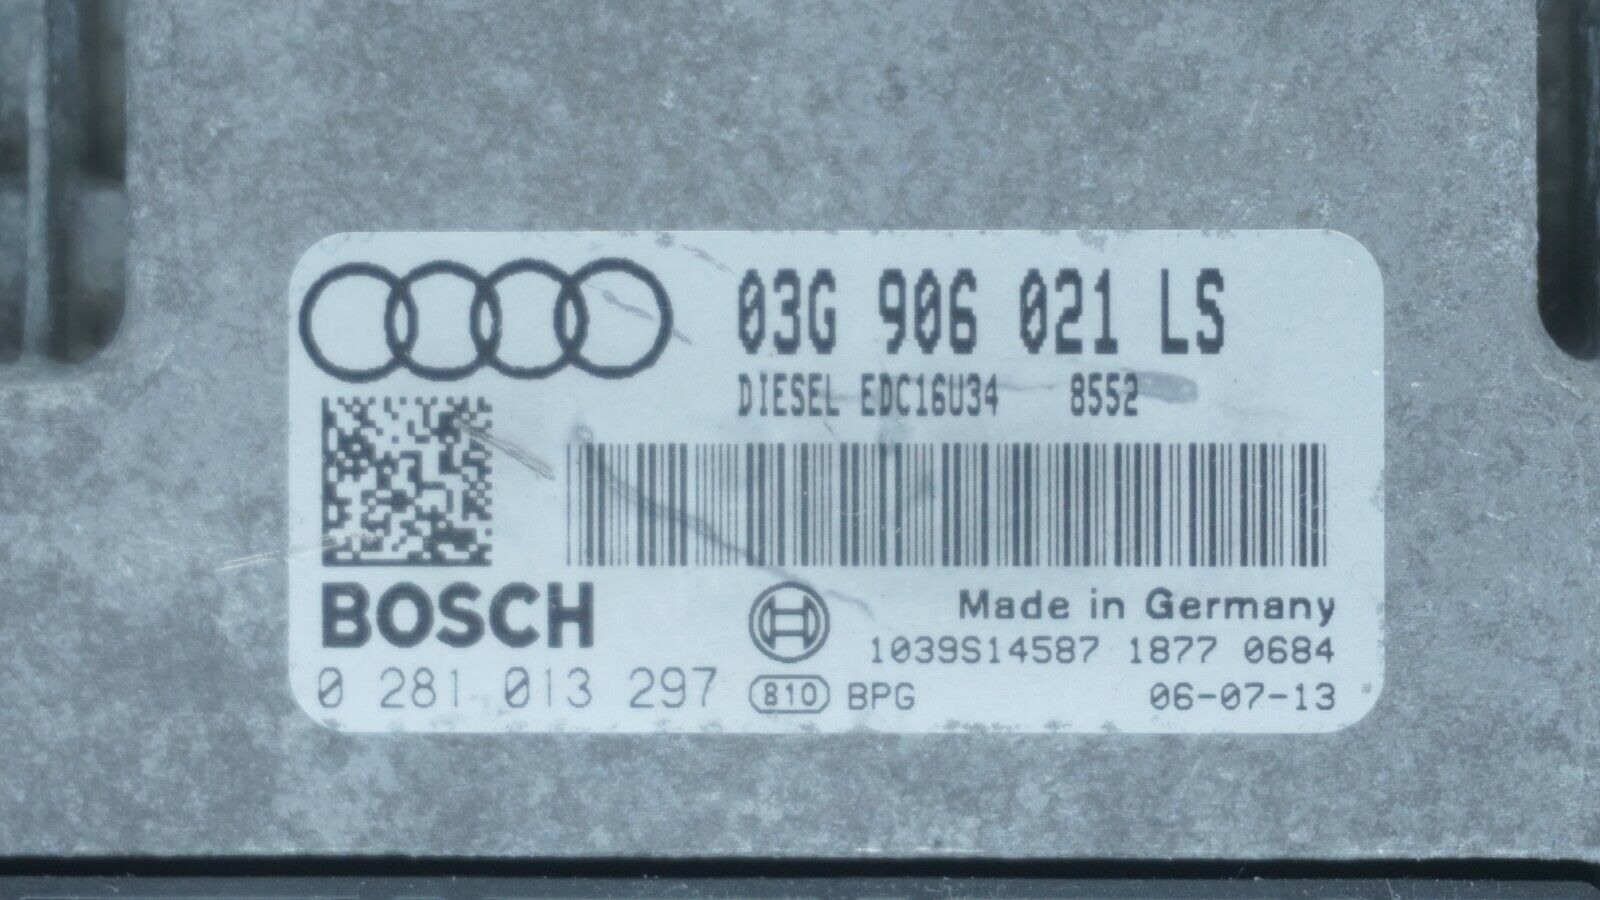 03G 906 021 LS
DIESEL EDC16U34 8552
BOSCH
Made in Germany
1039S14587 1877 0684
0 281 013 297 810 BPG 06-07-13